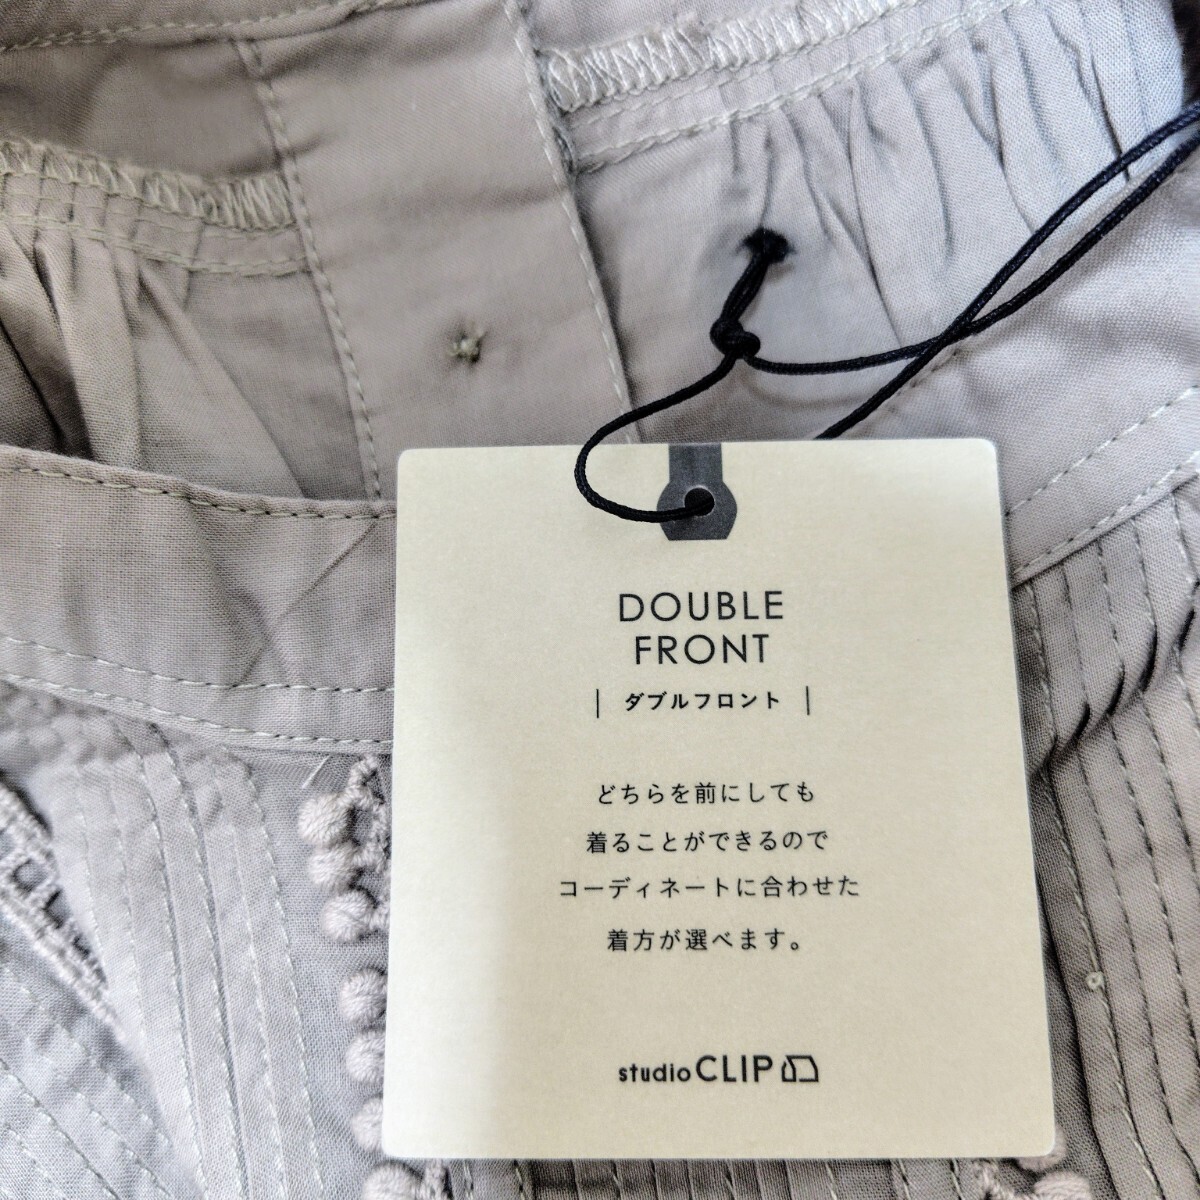 DOUBLE
FRONT
ダブルフロント
どちらを前にしても
着ることができるので
コーディネートに合わせた
着方が選べます。
studio CLIP